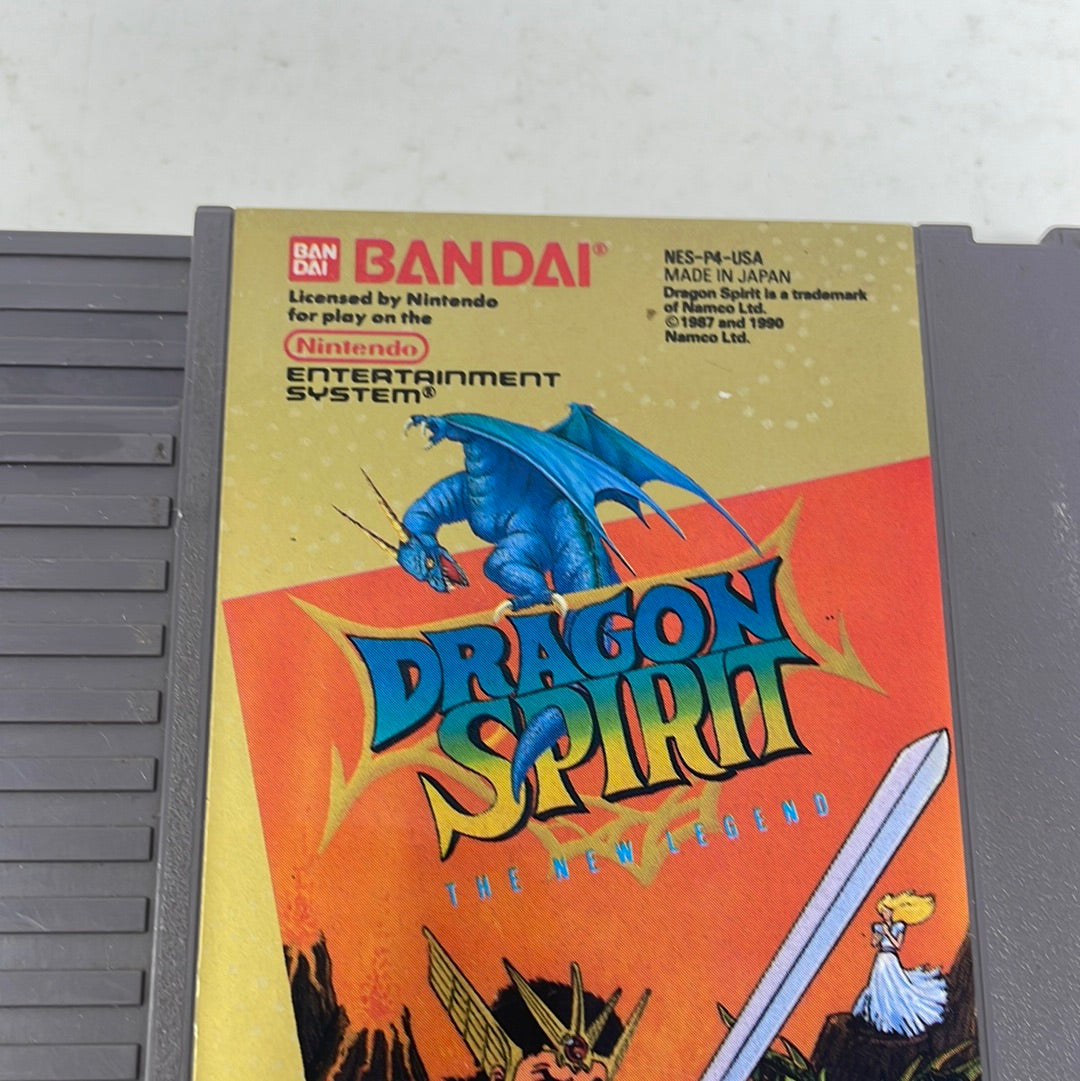 BAN
DAI
BANDAI®
Licensed by Nintendo
for play on the
Nintendo
ENTERTAINMENT
SYSTEM®
NES-P4-USA
MADE IN JAPAN
Dragon Spirit is a trademark
of Namco Ltd.
©1987 and 1990
Namco Ltd.
DRAGON
SPIRIT
THE NEW LEGEND